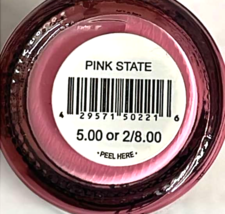 PINK STATE
4 29571 50221 6
5.00 or 2/8.00
• PEEL HERE •